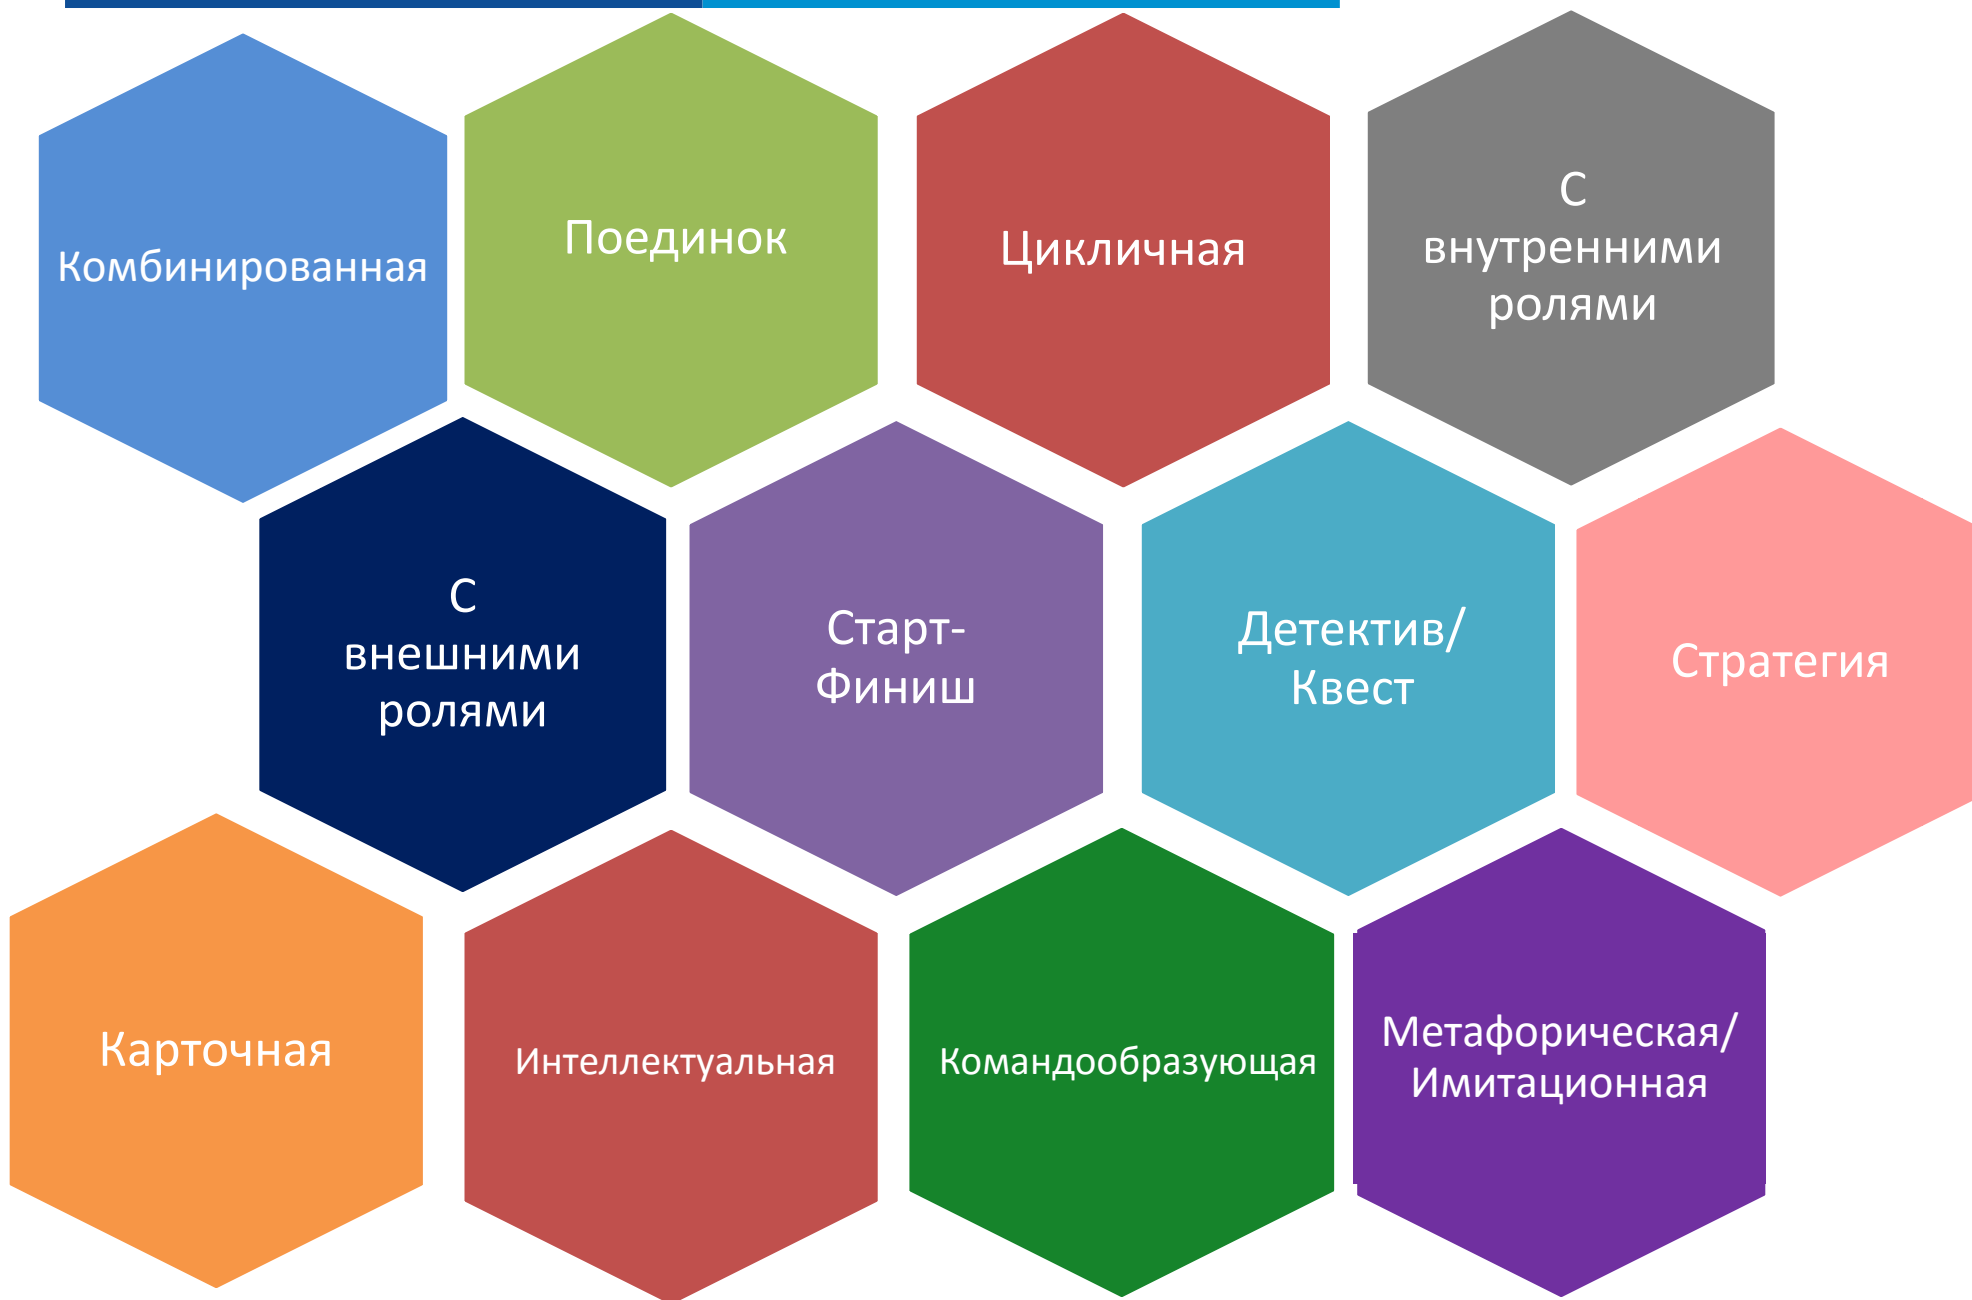 Комбинированная
Поединок
Цикличная
С
внутренними
ролями
С
внешними
ролями
Старт-
Финиш
Детектив/
Квест
Стратегия
Карточная
Интеллектуальная
Командообразующая
Метафорическая/
Имитационная